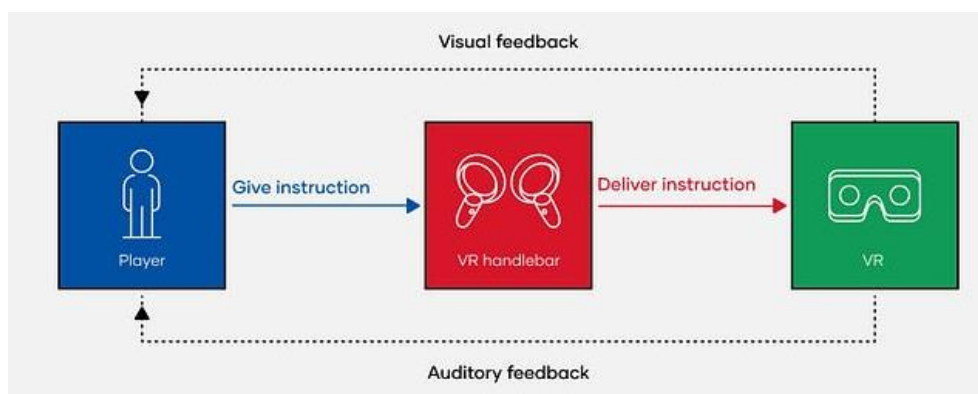 Visual feedback
Give instruction
Deliver instruction
Player
VR handlebar
VR
Auditory feedback